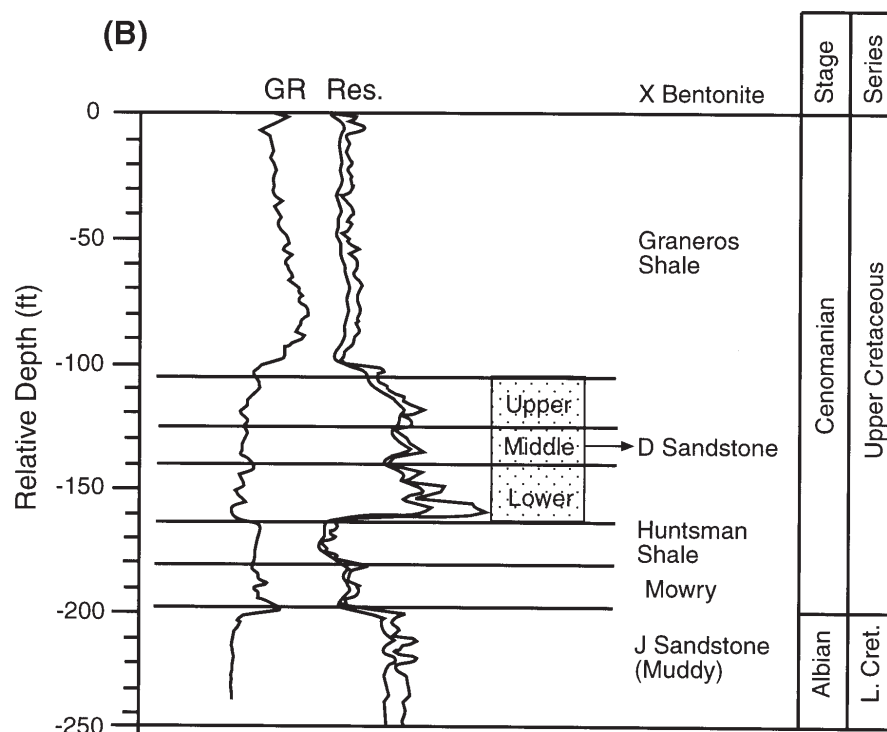 (B)
GR Res.
X Bentonite
Stage
Series
0
-50
-100
-150
-200
-250
Relative Depth (ft)
Graneros
Shale
Upper
Middle
Lower
D Sandstone
Huntsman
Shale
Mowry
J Sandstone
(Muddy)
Cenomanian
Upper Cretaceous
Albian
L. Cret.